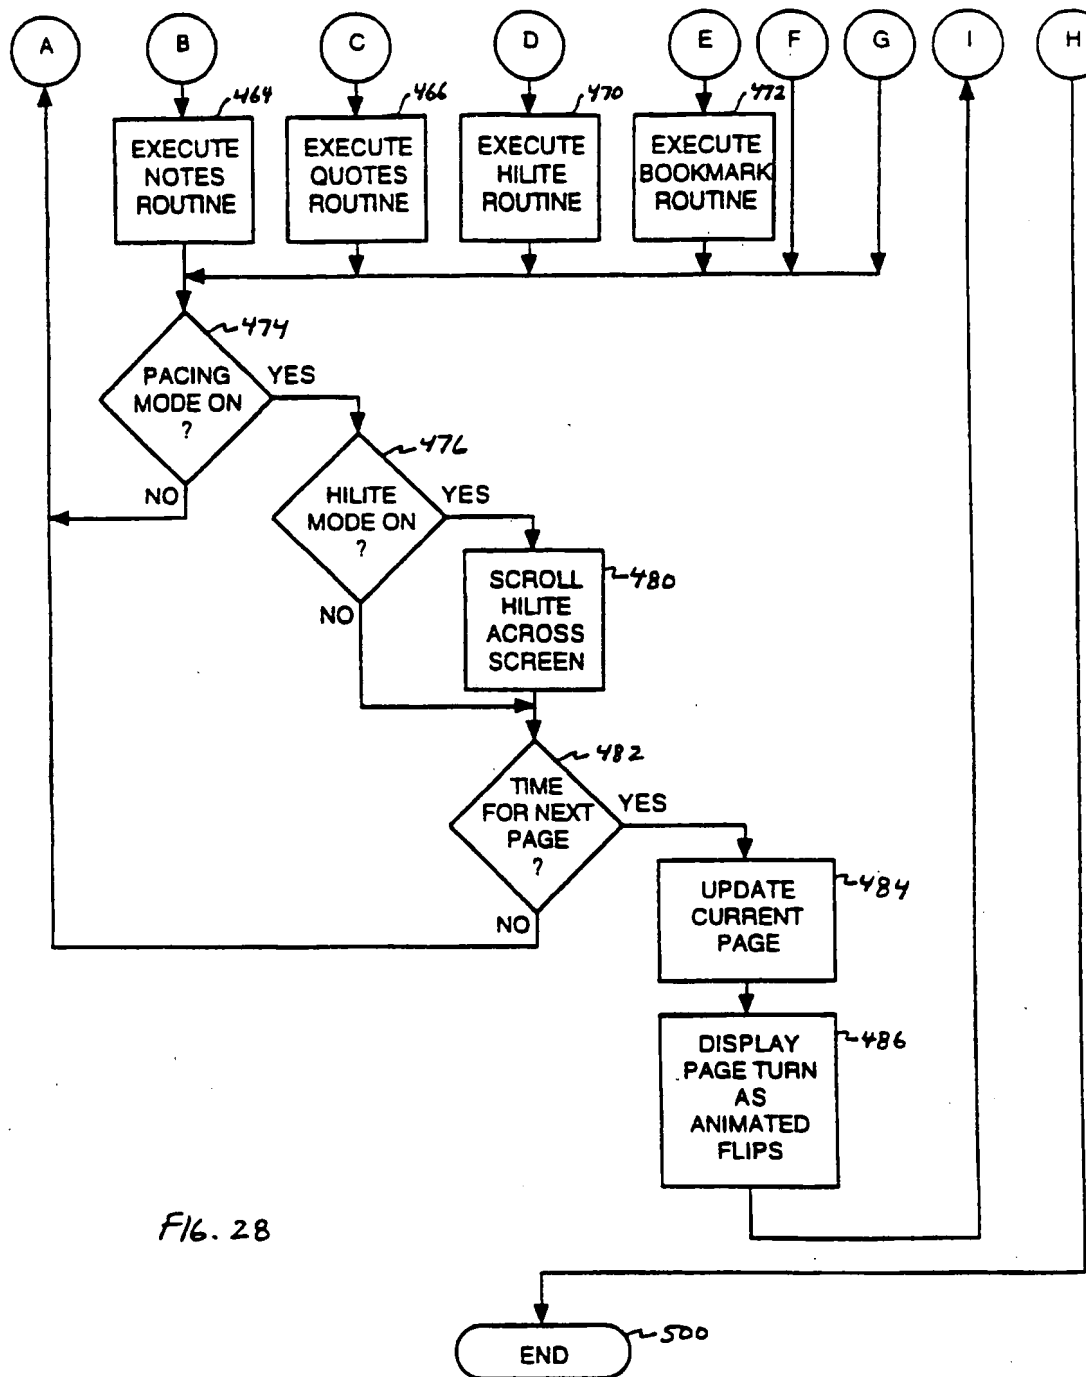 A B C D E F G I H
464 466 470 472
EXECUTE
NOTES
ROUTINE
EXECUTE
QUOTES
ROUTINE
EXECUTE
HILITE
ROUTINE
EXECUTE
BOOKMARK
ROUTINE
474
PACING
MODE ON
?
YES
NO
476
HILITE
MODE ON
?
YES
NO
480
SCROLL
HILITE
ACROSS
SCREEN
482
TIME
FOR NEXT
PAGE
?
YES
NO
484
UPDATE
CURRENT
PAGE
486
DISPLAY
PAGE TURN
AS
ANIMATED
FLIPS
FIG. 28
500
END